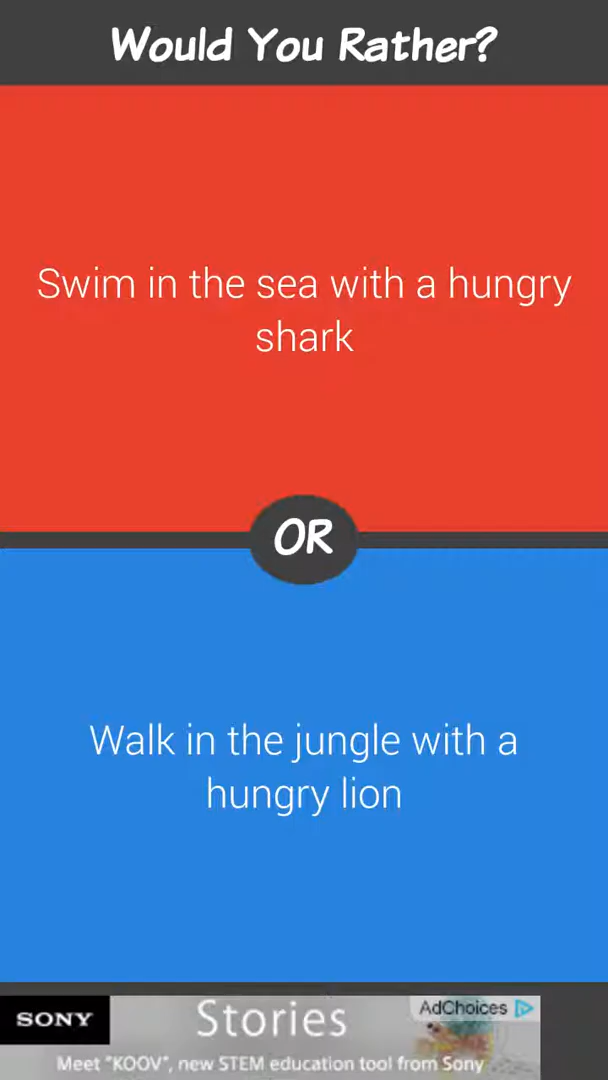 Would You Rather?
Swim in the sea with a hungry
shark
OR
Walk in the jungle with a
hungry lion
SONY
Stories
AdChoices
Meet "KOOV", new STEM education tool from Sony